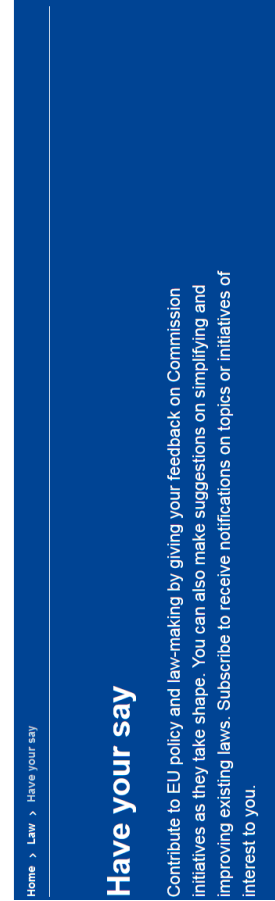 Home > Law > Have your say
Have your say
Contribute to EU policy and law-making by giving your feedback on Commission
initiatives as they take shape. You can also make suggestions on simplifying and
improving existing laws. Subscribe to receive notifications on topics or initiatives of
interest to you.